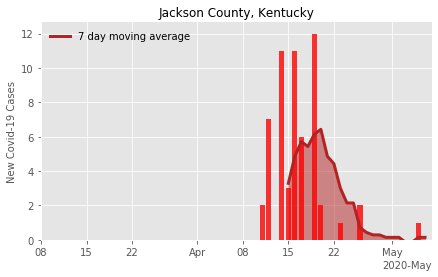 Jackson County, Kentucky
7 day moving average
New Covid-19 Cases
12
10
8
6
4
2
0
08 15 22 Apr 08 15 22 May
2020-May